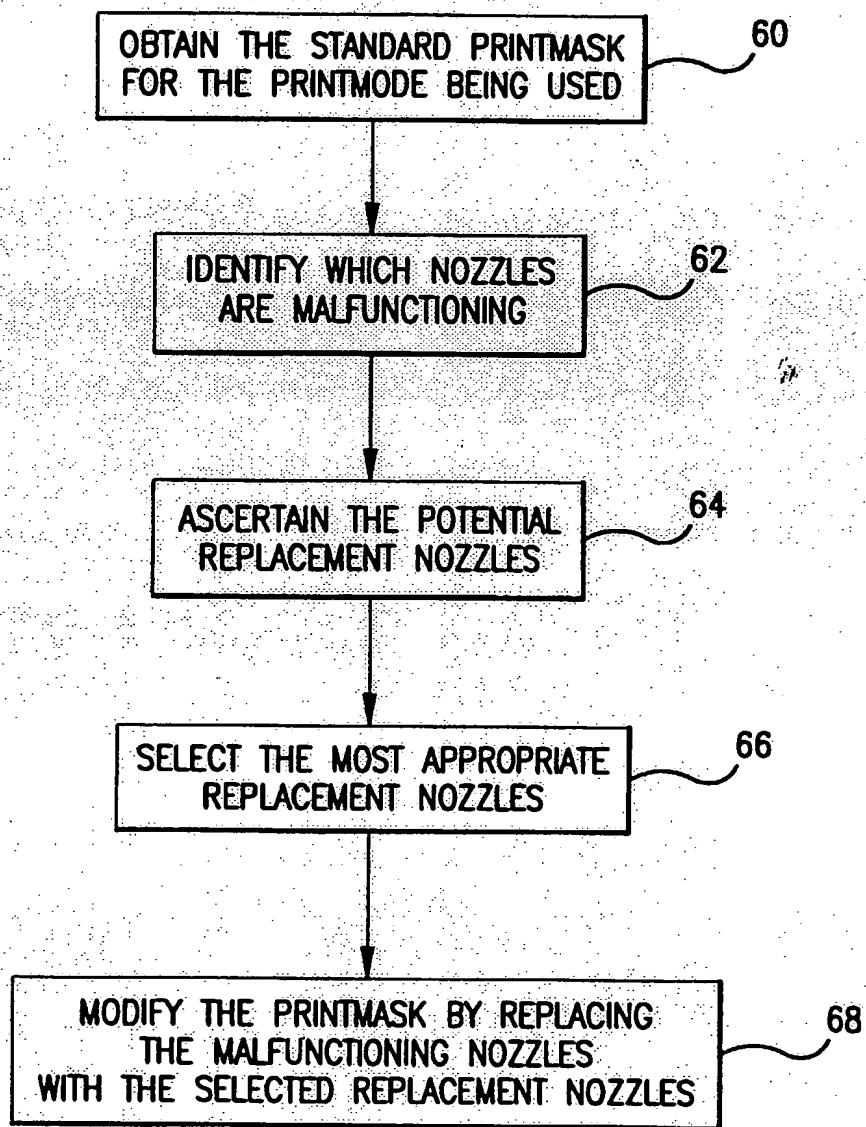 OBTAIN THE STANDARD PRINTMASK
FOR THE PRINTMODE BEING USED
60
IDENTIFY WHICH NOZZLES
ARE MALFUNCTIONING
62
ASCERTAIN THE POTENTIAL
REPLACEMENT NOZZLES
64
SELECT THE MOST APPROPRIATE
REPLACEMENT NOZZLES
66
MODIFY THE PRINTMASK BY REPLACING
THE MALFUNCTIONING NOZZLES
WITH THE SELECTED REPLACEMENT NOZZLES
68